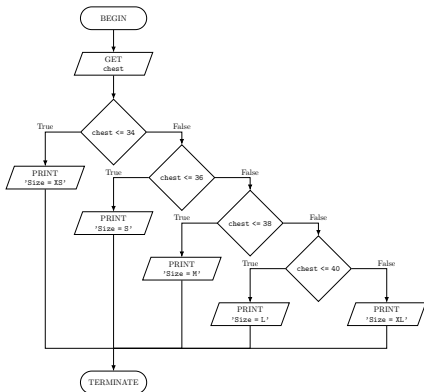 BEGIN
GET
chest
chest <= 34
True
False
PRINT
'Size = XS'
chest <= 36
True
False
PRINT
'Size = S'
chest <= 38
True
False
PRINT
'Size = M'
chest <= 40
True
False
PRINT
'Size = L'
PRINT
'Size = XL'
TERMINATE